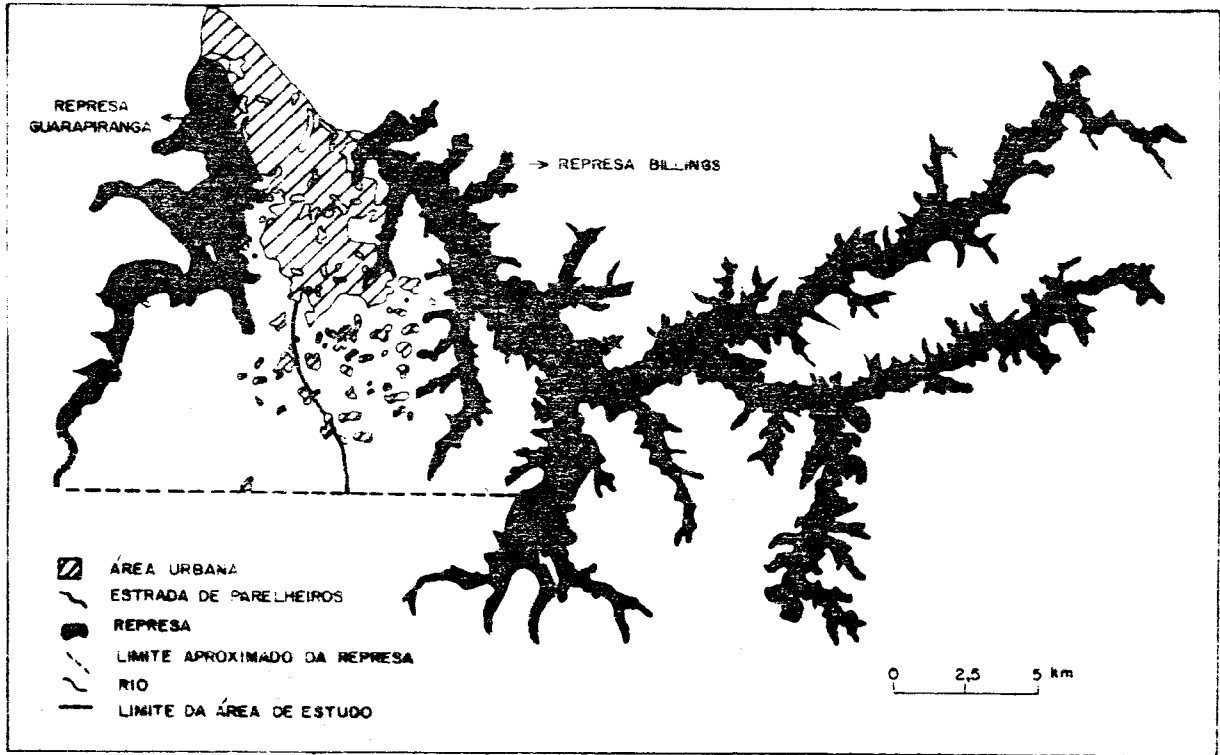 REPRESA
GUARAPIRANGA
→ REPRESA BILLINGS
ÁREA URBANA
ESTRADA DE PARELHEIROS
REPRESA
LIMITE APROXIMADO DA REPRESA
RIO
LIMITE DA ÁREA DE ESTUDO
0 2,5 5 km